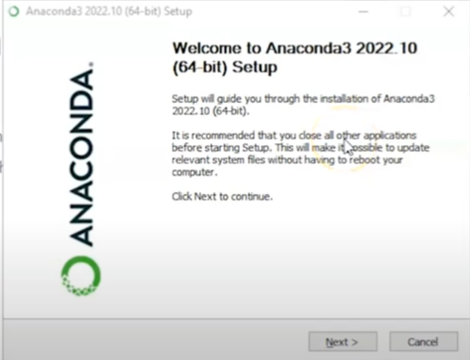 Anaconda3 2022.10 (64-bit) Setup
Welcome to Anaconda3 2022.10
(64-bit) Setup
Setup will guide you through the installation of Anaconda3
2022.10 (64-bit).
It is recommended that you close all other applications
before starting Setup. This will make it possible to update
relevant system files without having to reboot your
computer.
Click Next to continue.
ANACONDA.
Next >
Cancel